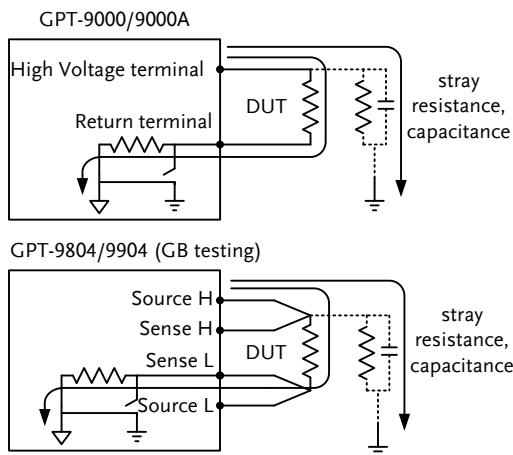 GPT-9000/9000A
High Voltage terminal
DUT
Return terminal
stray
resistance,
capacitance
GPT-9804/9904 (GB testing)
Source H
Sense H
Sense L
DUT
Source L
stray
resistance,
capacitance